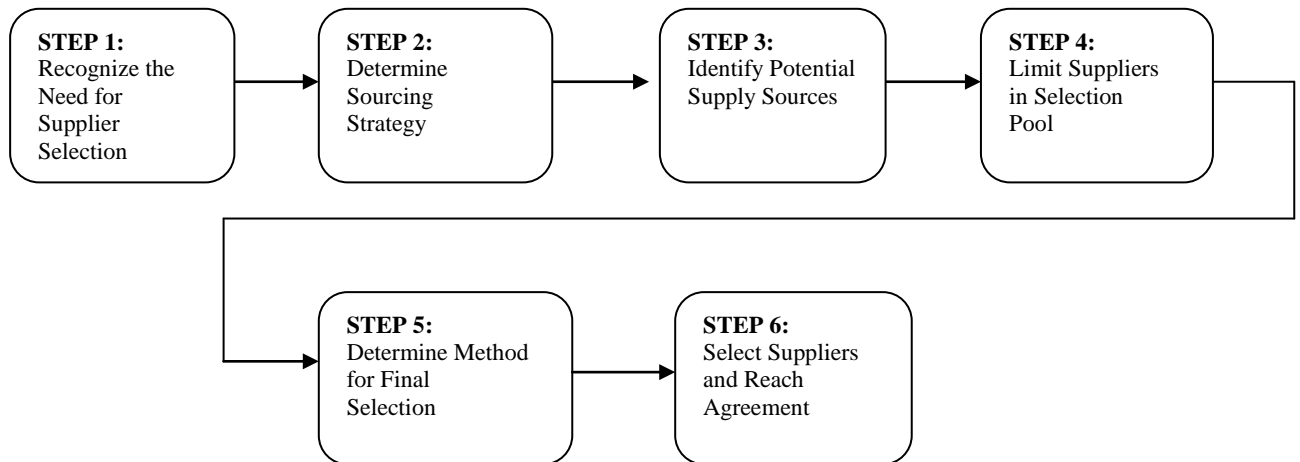 STEP 1:
Recognize the
Need for
Supplier
Selection
STEP 2:
Determine
Sourcing
Strategy
STEP 3:
Identify Potential
Supply Sources
STEP 4:
Limit Suppliers
in Selection
Pool
STEP 5:
Determine Method
for Final
Selection
STEP 6:
Select Suppliers
and Reach
Agreement